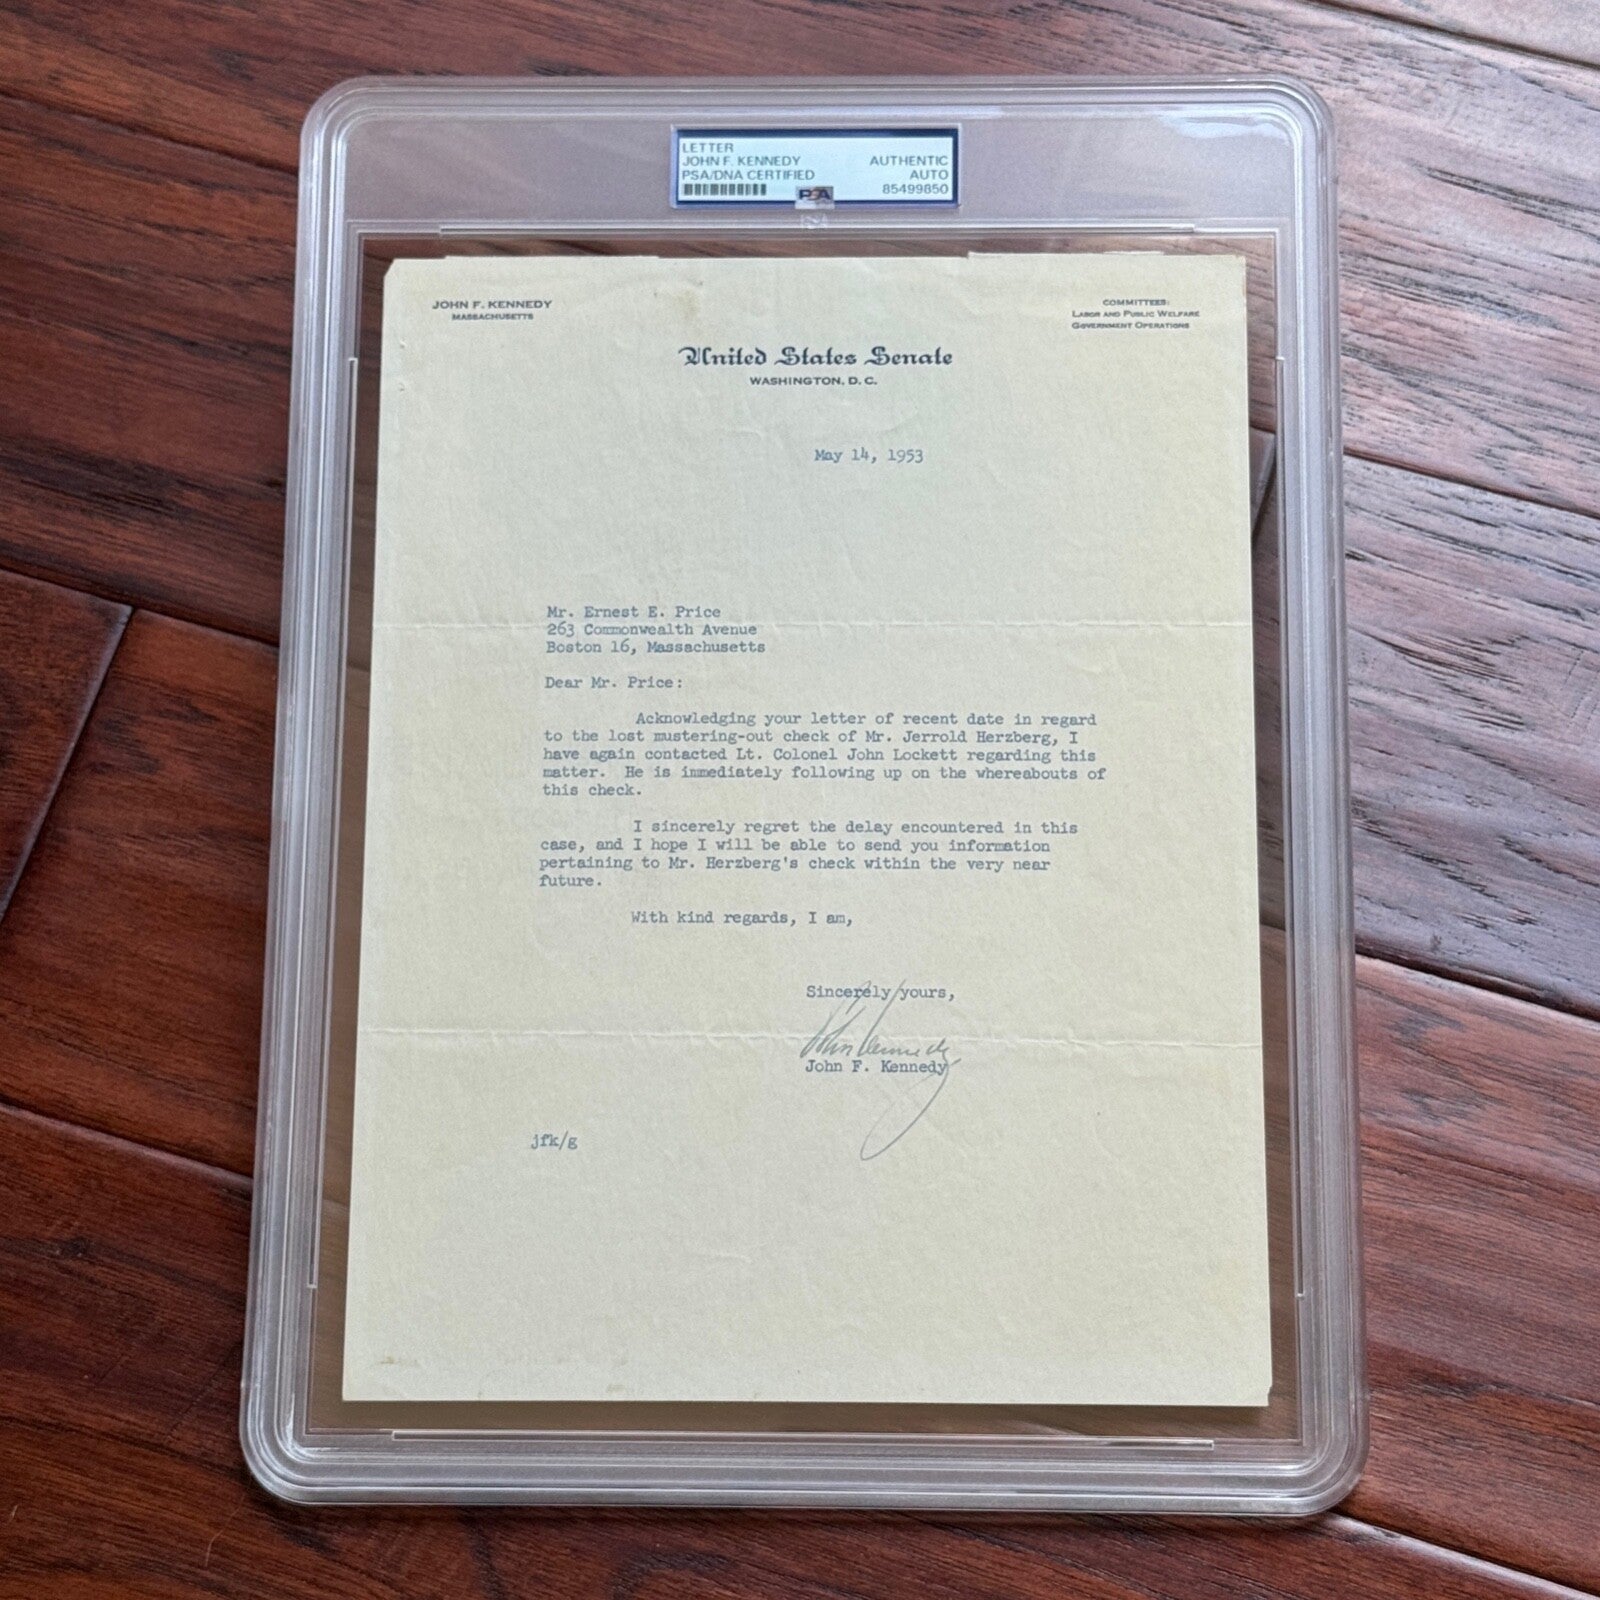 LETTER
JOHN F. KENNEDY AUTHENTIC
PSA/DNA CERTIFIED AUTO
PSA 85499850
JOHN F. KENNEDY
MASSACHUSETTS
COMMITTEES:
LABOR AND PUBLIC WELFARE
GOVERNMENT OPERATIONS
United States Senate
WASHINGTON, D. C.
May 14, 1953
Mr. Ernest E. Price
263 Commonwealth Avenue
Boston 16, Massachusetts
Dear Mr. Price:
Acknowledging your letter of recent date in regard
to the lost mustering-out check of Mr. Jerrold Herzberg, I
have again contacted Lt. Colonel John Lockett regarding this
matter. He is immediately following up on the whereabouts of
this check.
I sincerely regret the delay encountered in this
case, and I hope I will be able to send you information
pertaining to Mr. Herzberg's check within the very near
future.
With kind regards, I am,
Sincerely yours,
John Kennedy
John F. Kennedy
jfk/g